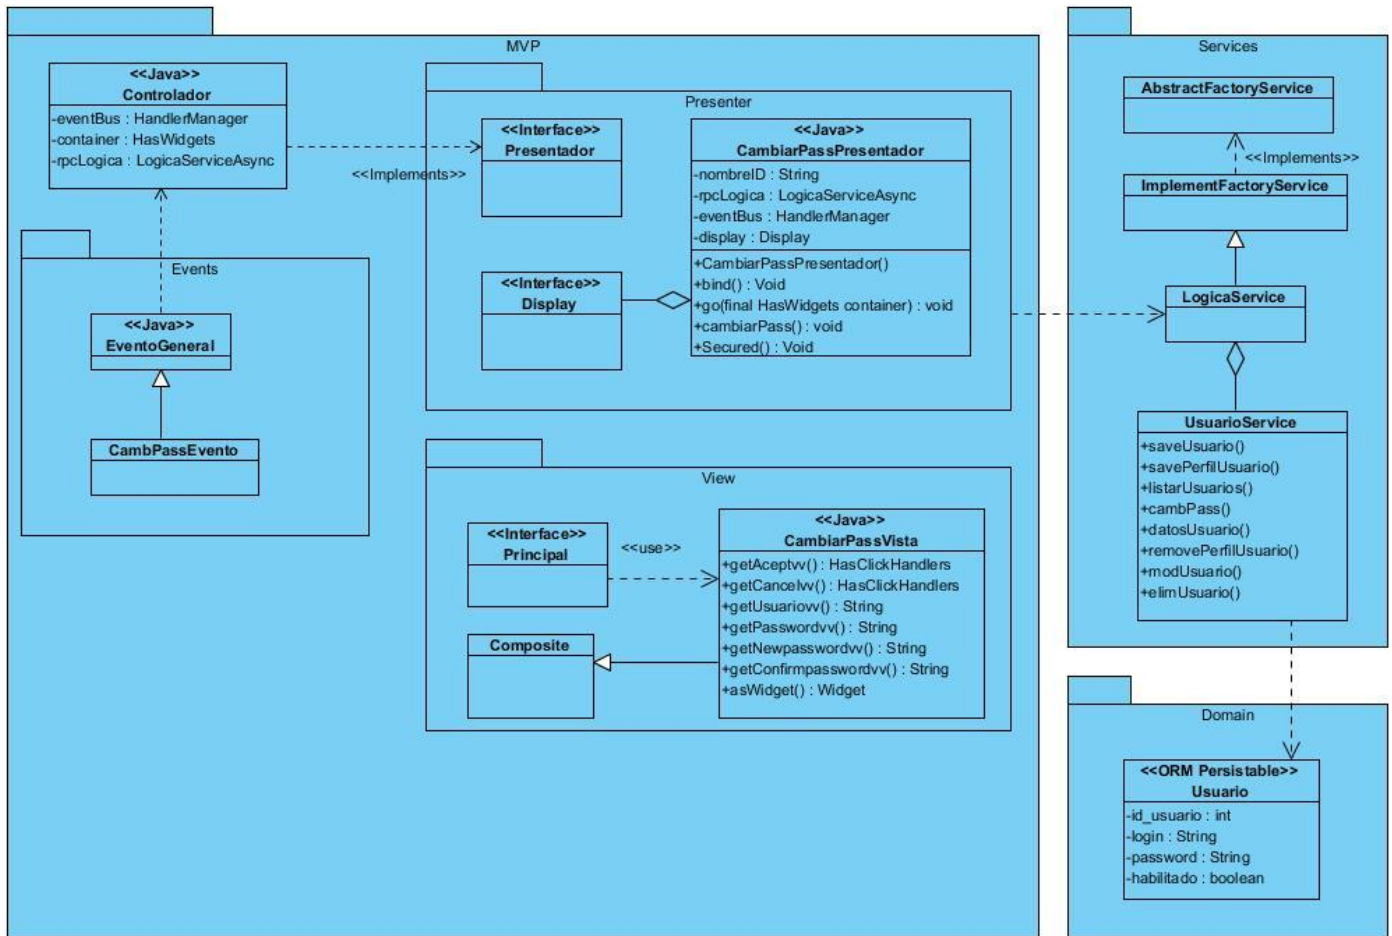 MVP
<<Java>>
Controlador
-eventBus : HandlerManager
-container : HasWidgets
-rpcLogica : LogicaServiceAsync
<<Implements>>
Events
<<Java>>
EventoGeneral
CambPassEvento
Presenter
<<Interface>>
Presentador
<<Java>>
CambiarPassPresentador
-nombreID : String
-rpcLogica : LogicaServiceAsync
-eventBus : HandlerManager
-display : Display
+CambiarPassPresentador()
+bind() : Void
+go(final HasWidgets container) : void
+cambiarPass() : void
+Secured() : Void
<<Interface>>
Display
View
<<Interface>>
Principal
<<use>>
<<Java>>
CambiarPassVista
+getAceptvv() : HasClickHandlers
+getCancelvv() : HasClickHandlers
+getUsuariovv() : String
+getPasswordvv() : String
+getNewpasswordvv() : String
+getConfirmpasswordvv() : String
+asWidget() : Widget
Composite
Services
AbstractFactoryService
<<Implements>>
ImplementFactoryService
LogicaService
UsuarioService
+saveUsuario()
+savePerfilUsuario()
+listarUsuarios()
+cambPass()
+datosUsuario()
+removePerfilUsuario()
+modUsuario()
+elimUsuario()
Domain
<<ORM Persistable>>
Usuario
-id_usuario : int
-login : String
-password : String
-habilitado : boolean